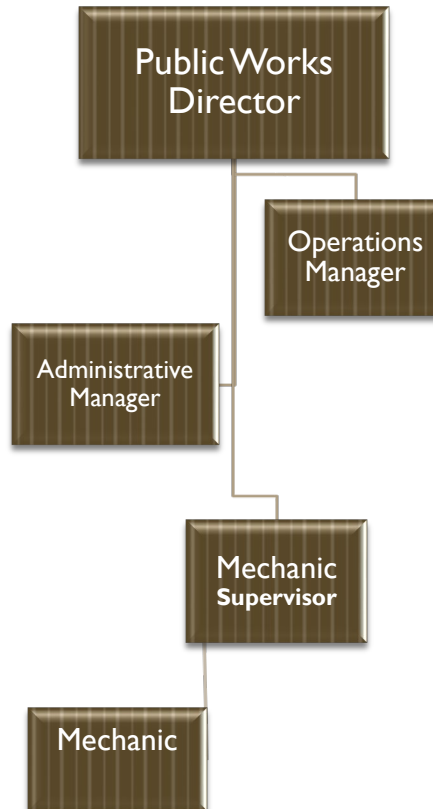 Public Works
Director
Operations
Manager
Administrative
Manager
Mechanic
Supervisor
Mechanic